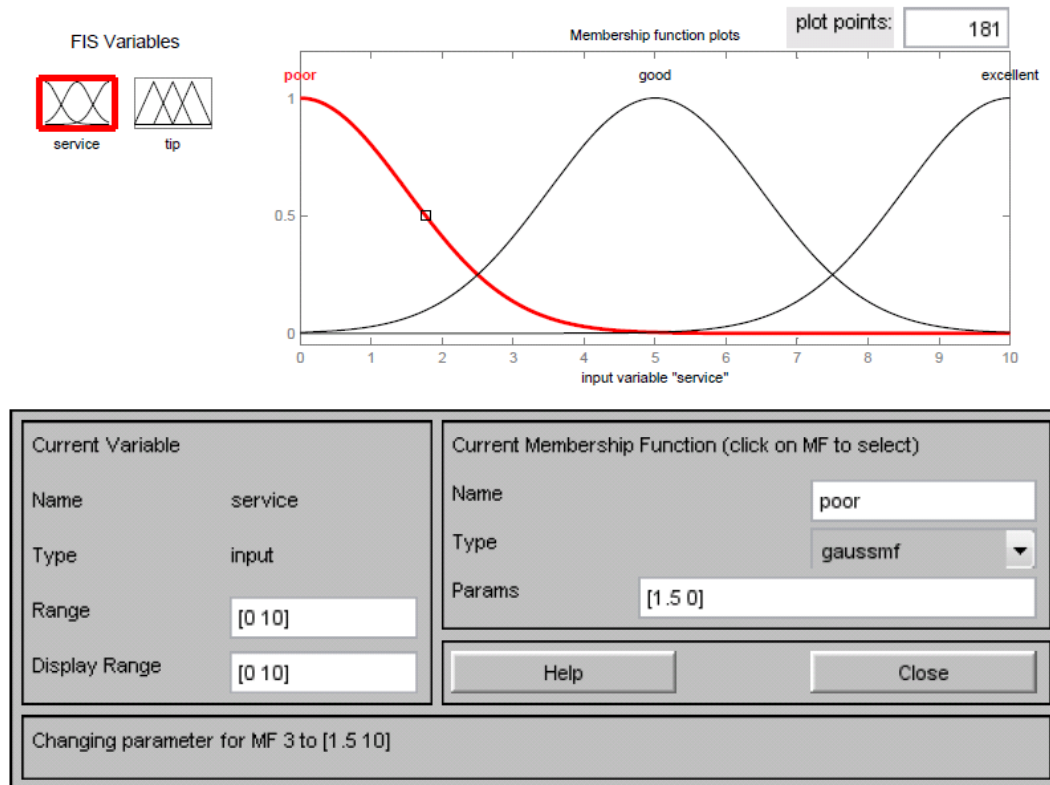 FIS Variables
service
tip
Membership function plots
plot points:
181
poor
good
excellent
1
0.5
0
0 1 2 3 4 5 6 7 8 9 10
input variable "service"
Current Variable
Name service
Type input
Range [0 10]
Display Range [0 10]
Current Membership Function (click on MF to select)
Name poor
Type gaussmf
Params [1.5 0]
Help
Close
Changing parameter for MF 3 to [1.5 10]